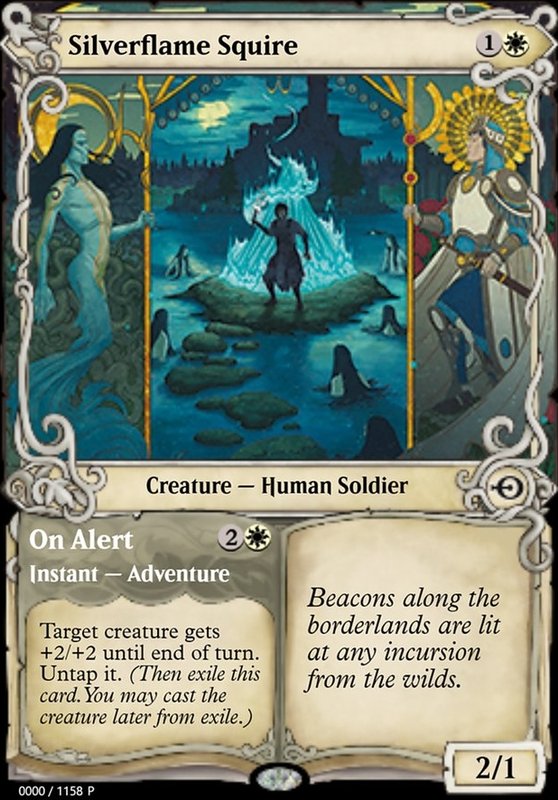 Silverflame Squire 1
Creature — Human Soldier
On Alert 2
Instant — Adventure
Target creature gets
+2/+2 until end of turn.
Untap it. (Then exile this
card. You may cast the
creature later from exile.)
Beacons along the
borderlands are lit
at any incursion
from the wilds.
2/1
0000 / 1158 P